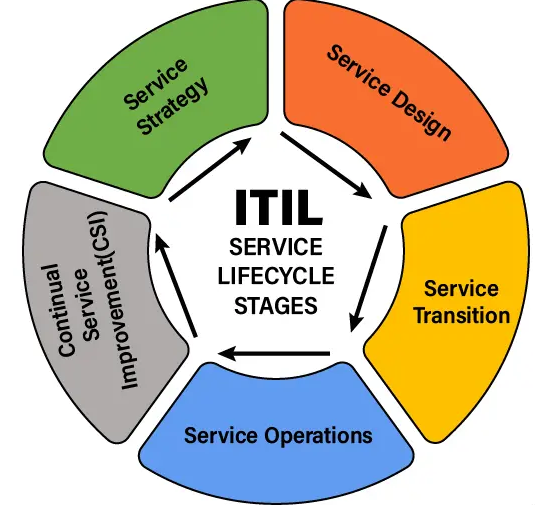 ITIL
SERVICE
LIFECYCLE
STAGES
Service
Strategy
Service Design
Service
Transition
Service Operations
Continual
Service
Improvement(CSI)